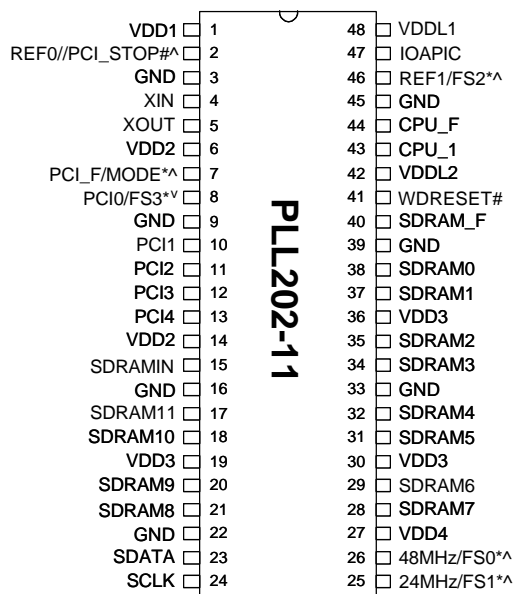 VDD1 1 48 VDDL1
REF0//PCI_STOP#^ 2 47 IOAPIC
GND 3 46 REF1/FS2*^
XIN 4 45 GND
XOUT 5 44 CPU_F
VDD2 6 43 CPU_1
PCI_F/MODE*^ 7 42 VDDL2
PCI0/FS3*ᵛ 8 41 WDRESET#
GND 9 40 SDRAM_F
PCI1 10 39 GND
PCI2 11 38 SDRAM0
PCI3 12 37 SDRAM1
PCI4 13 36 VDD3
VDD2 14 35 SDRAM2
SDRAMIN 15 34 SDRAM3
GND 16 33 GND
SDRAM11 17 32 SDRAM4
SDRAM10 18 31 SDRAM5
VDD3 19 30 VDD3
SDRAM9 20 29 SDRAM6
SDRAM8 21 28 SDRAM7
GND 22 27 VDD4
SDATA 23 26 48MHz/FS0*^
SCLK 24 25 24MHz/FS1*^
PLL202-11